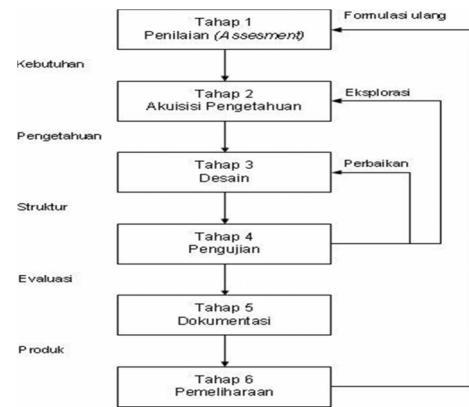 Tahap 1
Penilaian (Assesment)
Formulasi ulang
Kebutuhan
Tahap 2
Akuisisi Pengetahuan
Eksplorasi
Pengetahuan
Tahap 3
Desain
Perbaikan
Struktur
Tahap 4
Pengujian
Evaluasi
Tahap 5
Dokumentasi
Produk
Tahap 6
Pemeliharaan